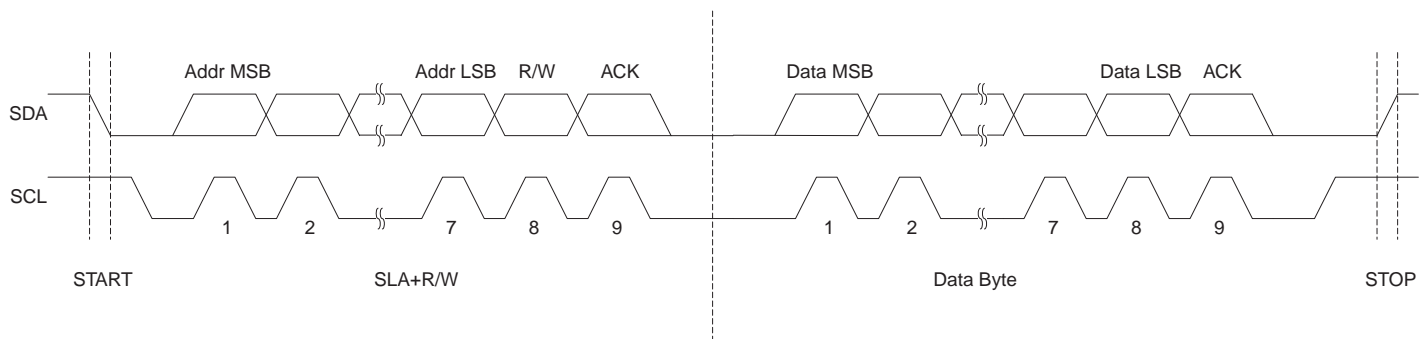 Addr MSB Addr LSB R/W ACK Data MSB Data LSB ACK
SDA
SCL
1 2 7 8 9 1 2 7 8 9
START SLA+R/W Data Byte STOP